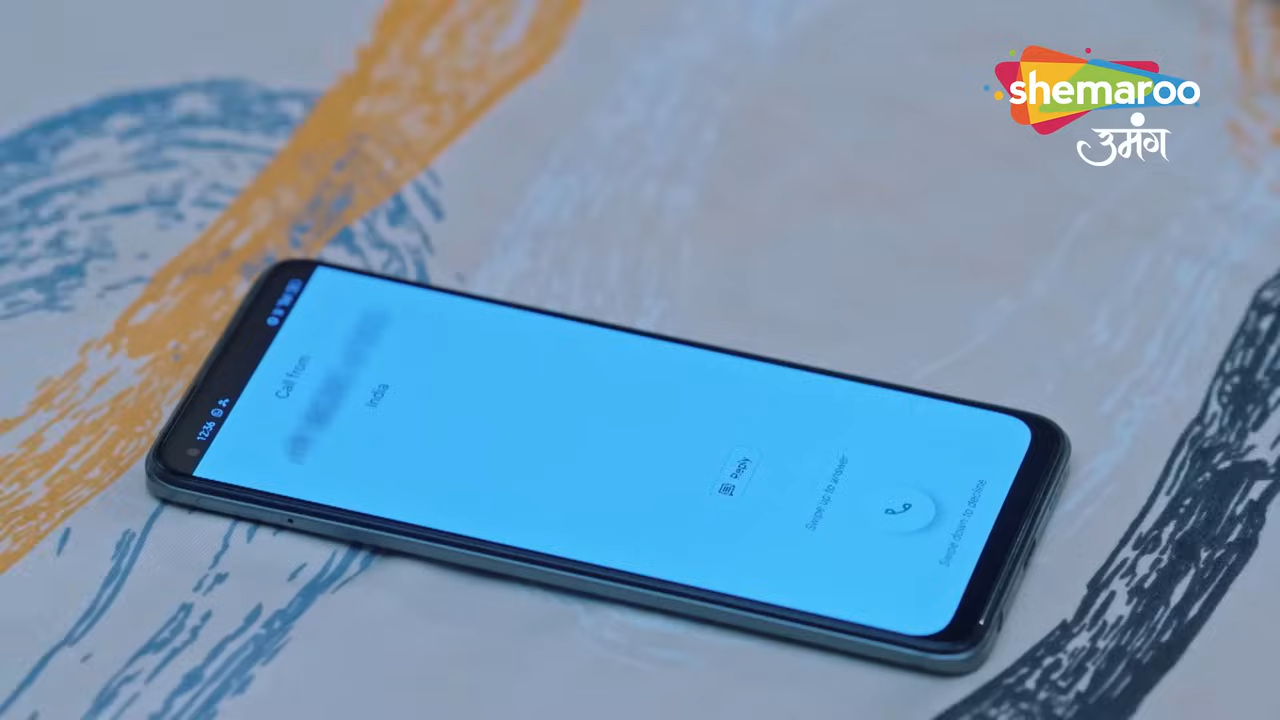 shemaroo
उमंग
12:36
Call from
India
Reply
Swipe up to answer
Swipe down to decline